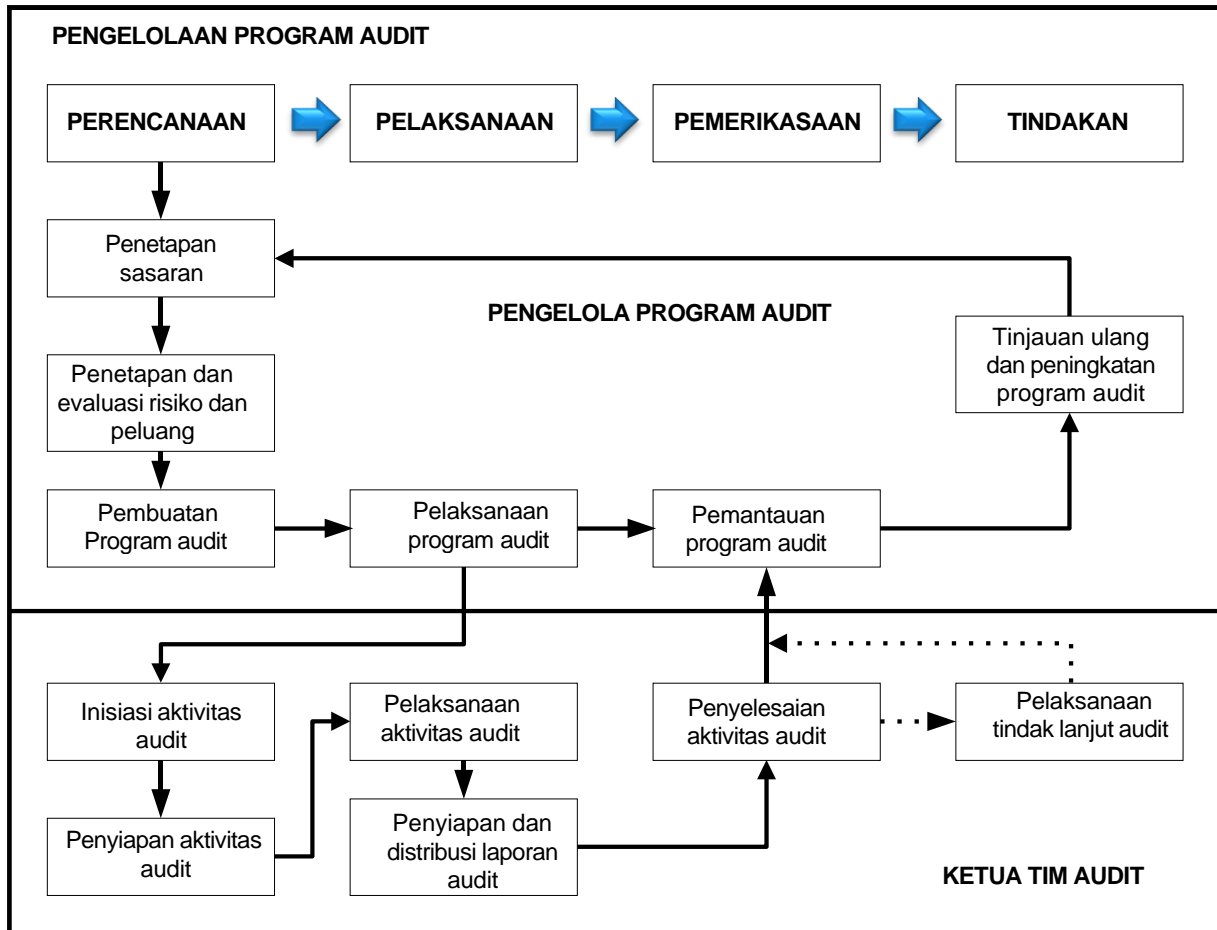 PENGELOLAAN PROGRAM AUDIT
PERENCANAAN
PELAKSANAAN
PEMERIKASAAN
TINDAKAN
Penetapan
sasaran
PENGELOLA PROGRAM AUDIT
Tinjauan ulang
dan peningkatan
program audit
Penetapan dan
evaluasi risiko dan
peluang
Pembuatan
Program audit
Pelaksanaan
program audit
Pemantauan
program audit
Inisiasi aktivitas
audit
Pelaksanaan
aktivitas audit
Penyelesaian
aktivitas audit
Pelaksanaan
tindak lanjut audit
Penyiapan aktivitas
audit
Penyiapan dan
distribusi laporan
audit
KETUA TIM AUDIT